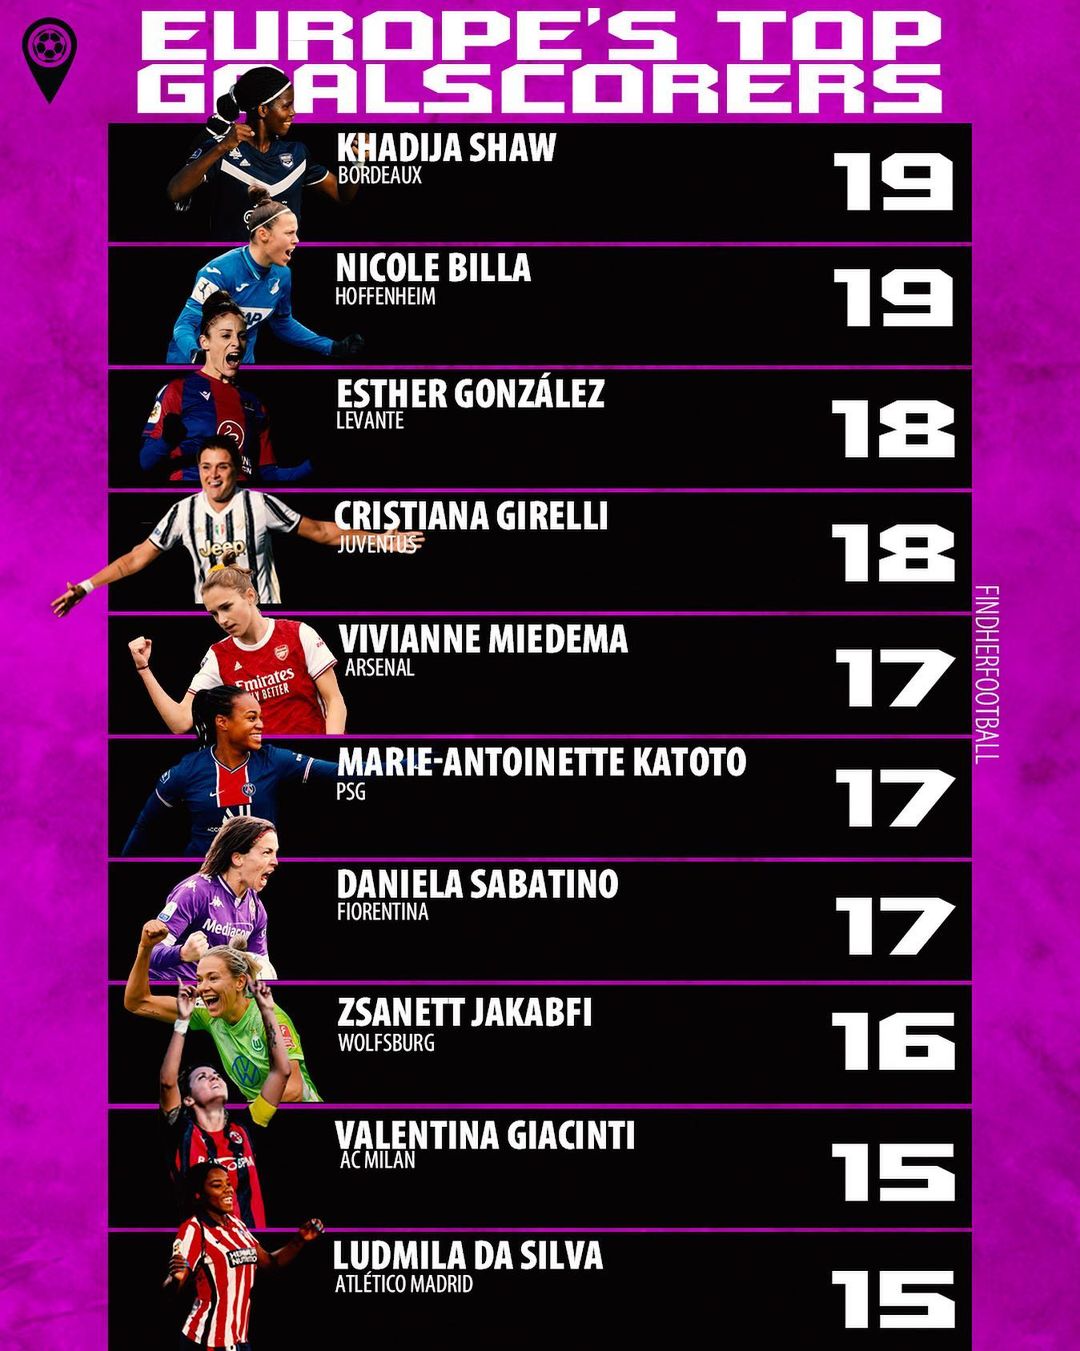 EUROPE'S TOP
GOALSCORERS
KHADIJA SHAW
BORDEAUX
19
NICOLE BILLA
HOFFENHEIM
19
ESTHER GONZÁLEZ
LEVANTE
18
CRISTIANA GIRELLI
JUVENTUS
18
Jeep
VIVIANNE MIEDEMA
ARSENAL
17
Emirates
FINDHERFOOTBALL
MARIE-ANTOINETTE KATOTO
PSG
17
DANIELA SABATINO
FIORENTINA
17
ZSANETT JAKABFI
WOLFSBURG
16
VALENTINA GIACINTI
AC MILAN
15
LUDMILA DA SILVA
ATLÉTICO MADRID
15